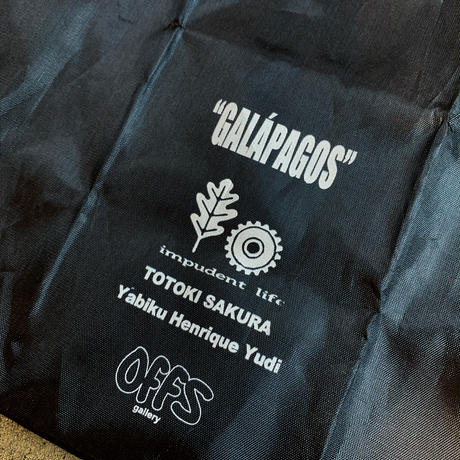 “GALÁPAGOS”
impudent life
TOTOKI SAKURA
Yabiku Henrique Yudi
OFFS
gallery